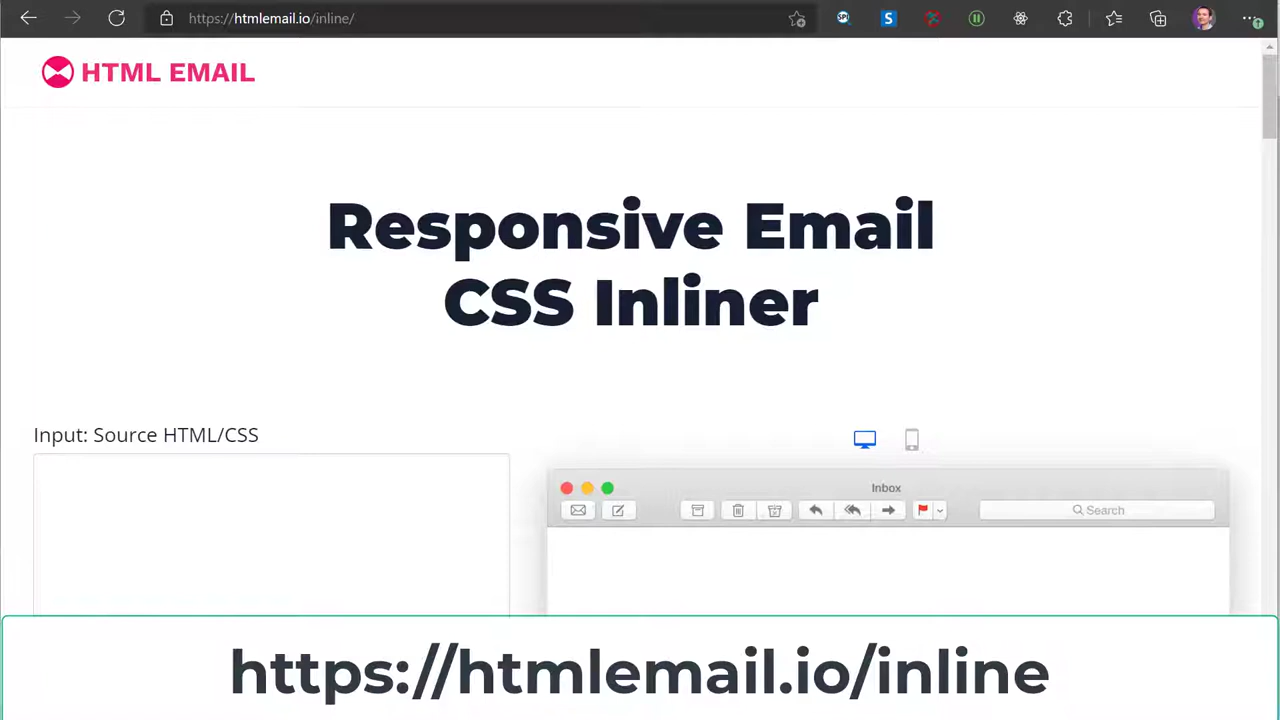 https://htmlemail.io/inline/
HTML EMAIL
Responsive Email
CSS Inliner
Input: Source HTML/CSS
Inbox
Search
https://htmlemail.io/inline